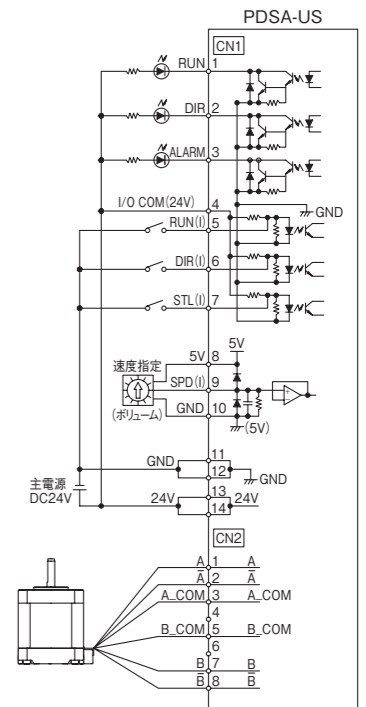 PDSA-US
CN1
RUN 1
DIR 2
ALARM 3
I/O COM(24V) 4
GND
RUN(I) 5
DIR(I) 6
STL(I) 7
5V
5V 8
速度指定
SPD(I) 9
(ボリューム)
GND 10
(5V)
11
GND
12
GND
主電源
DC24V
13
24V 24V
14
CN2
A 1 A
A̅ 2 A̅
A_COM 3 A_COM
4
B_COM 5 B_COM
6
B 7 B
B̅ 8 B̅